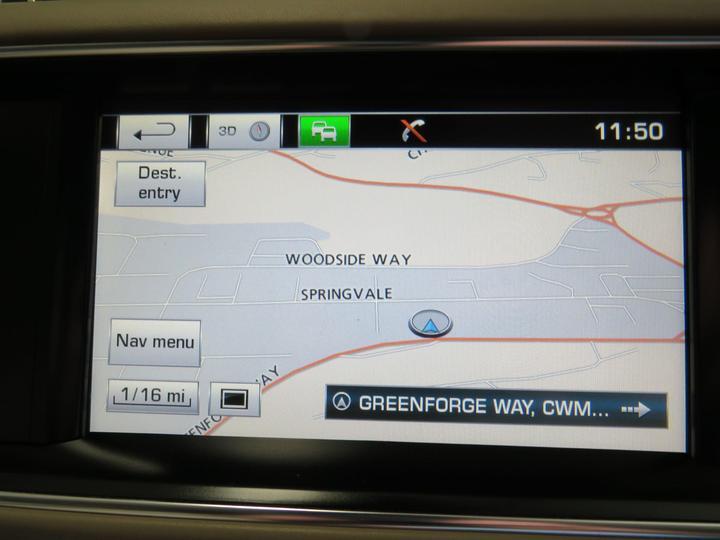 3D
11:50
Dest.
entry
WOODSIDE WAY
SPRINGVALE
Nav menu
1/16 mi
GREENFORGE WAY, CWM...